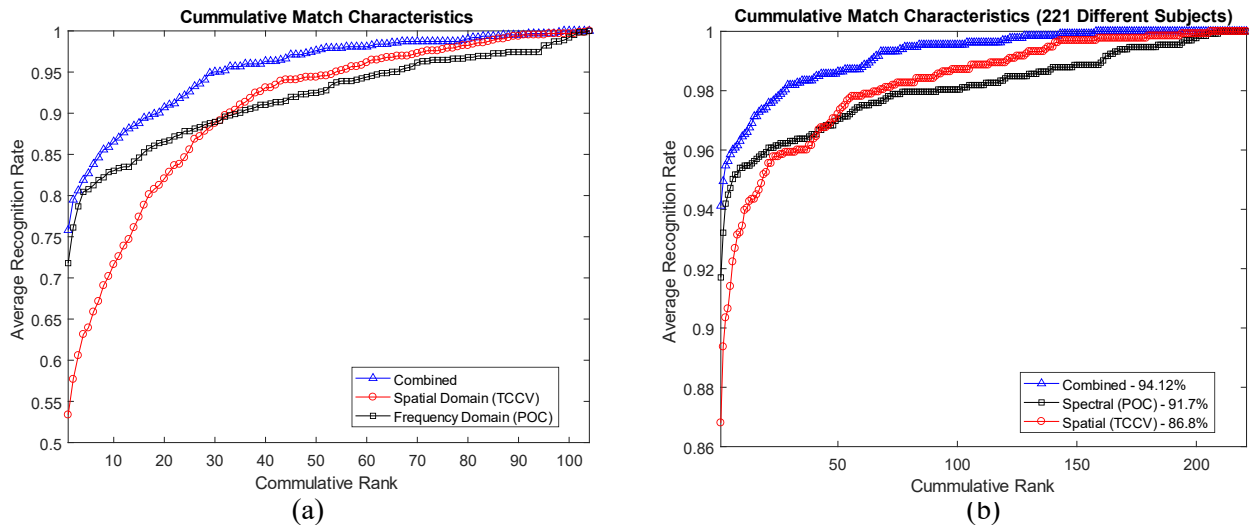 Cummulative Match Characteristics
1
0.95
0.9
0.85
0.8
0.75
0.7
0.65
0.6
0.55
0.5
Average Recognition Rate
Combined
Spatial Domain (TCCV)
Frequency Domain (POC)
10 20 30 40 50 60 70 80 90 100
Commulative Rank
(a)
Cummulative Match Characteristics (221 Different Subjects)
1
0.98
0.96
0.94
0.92
0.9
0.88
0.86
Average Recognition Rate
Combined - 94.12%
Spectral (POC) - 91.7%
Spatial (TCCV) - 86.8%
50 100 150 200
Cummulative Rank
(b)